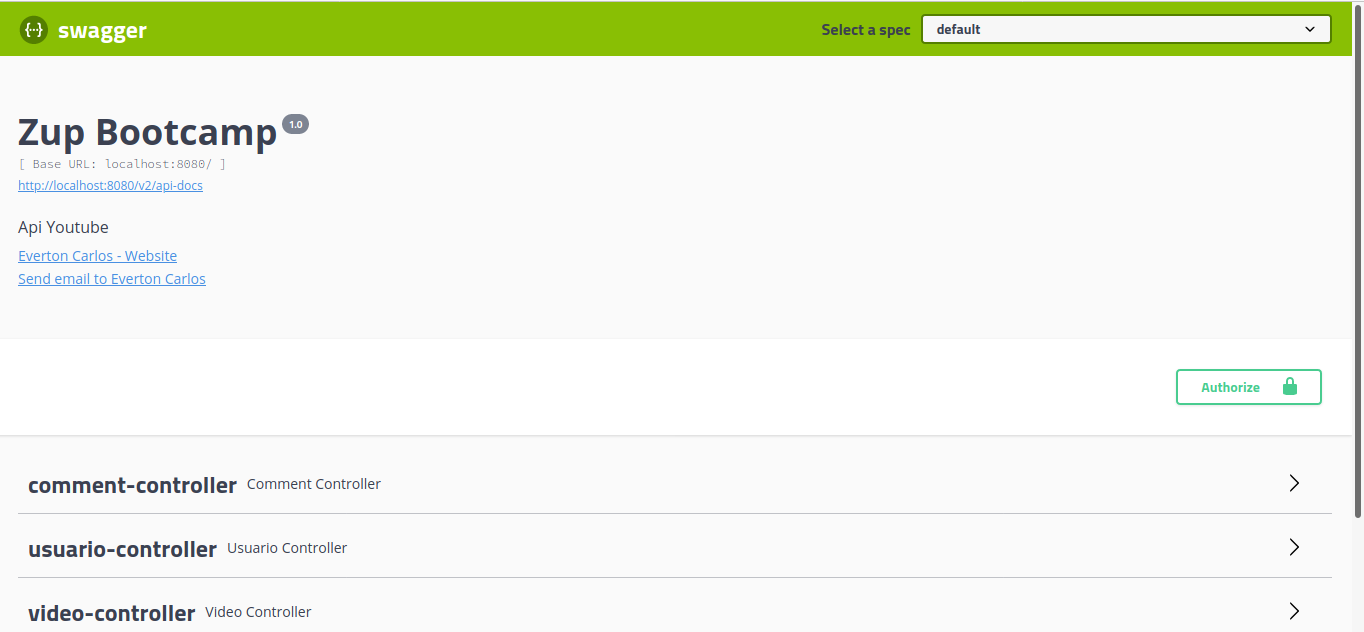 {··} swagger Select a spec default
Zup Bootcamp 1.0
[ Base URL: localhost:8080/ ]
http://localhost:8080/v2/api-docs
Api Youtube
Everton Carlos - Website
Send email to Everton Carlos
Authorize
comment-controller Comment Controller
usuario-controller Usuario Controller
video-controller Video Controller